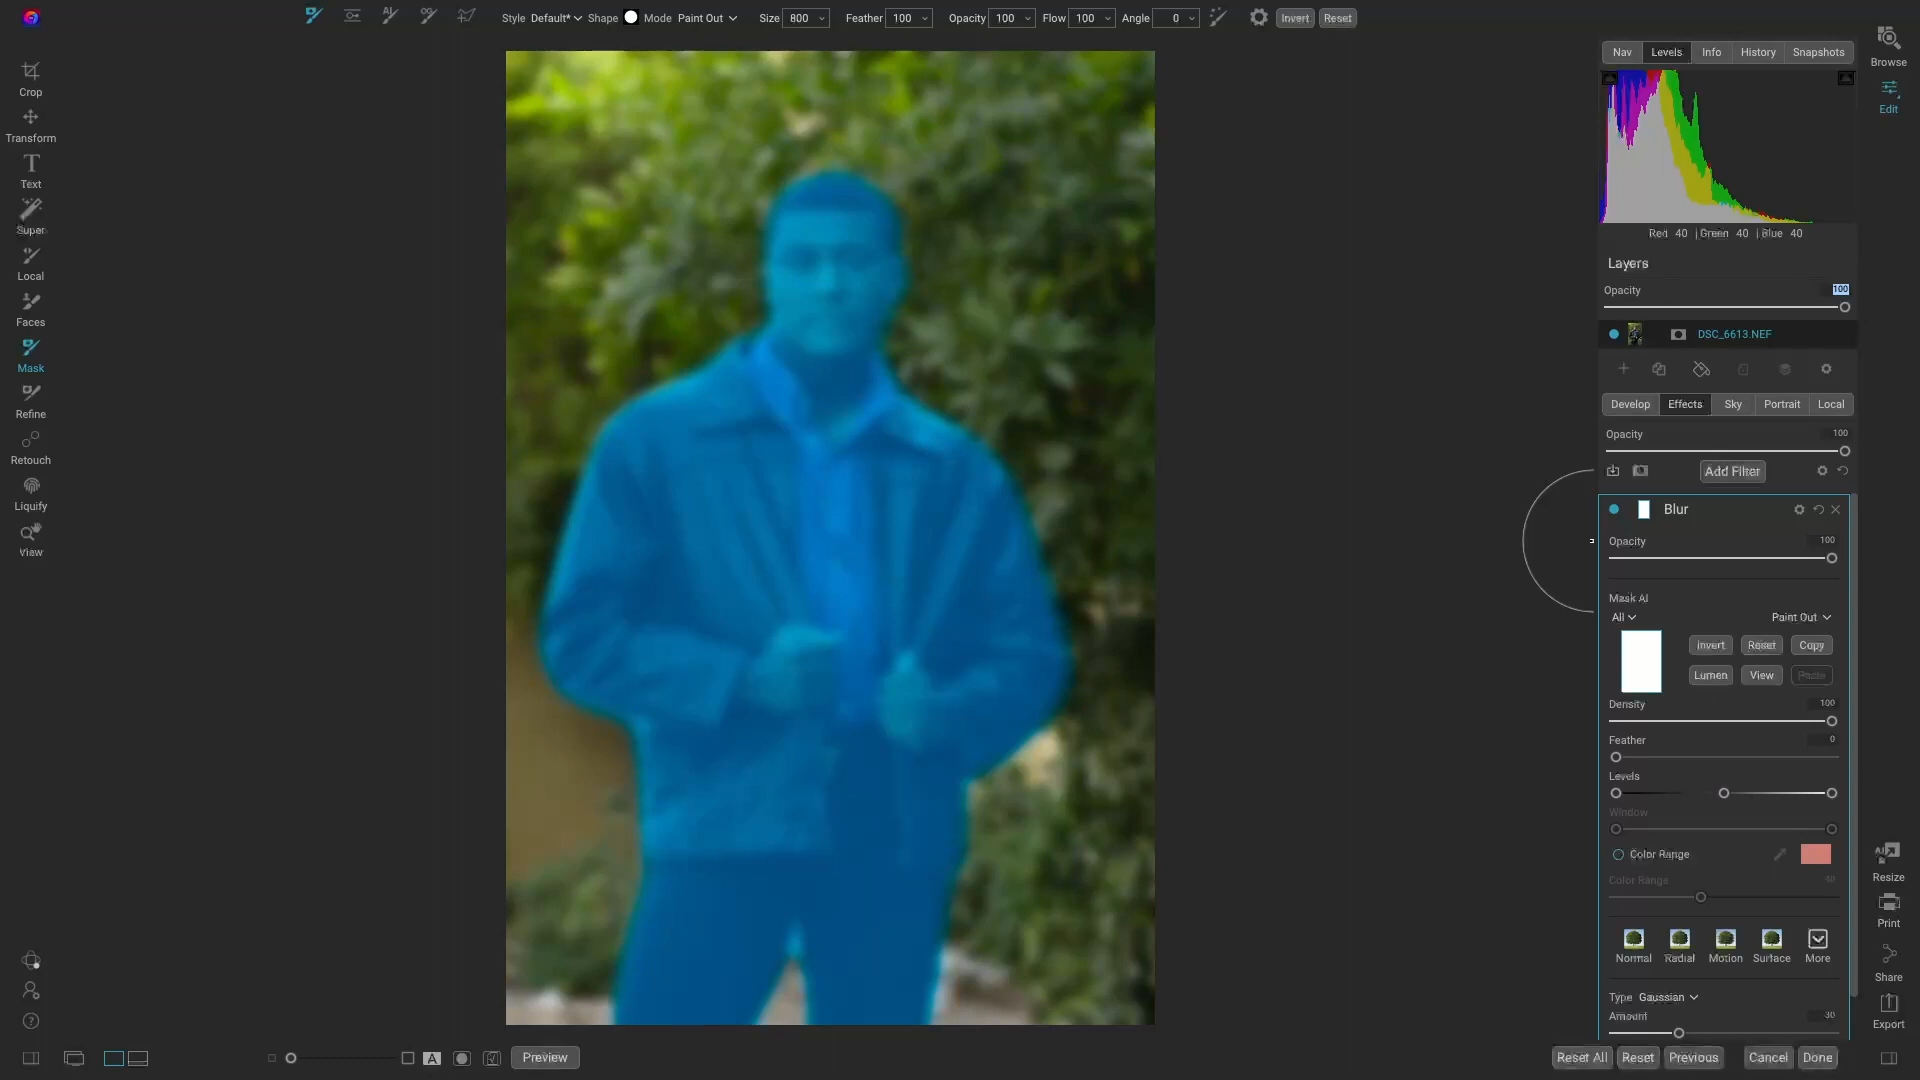 Style Default* Shape Mode Paint Out Size 800 Feather 100 Opacity 100 Flow 100 Angle 0 Invert Reset
Crop
Transform
Text
Super
Local
Faces
Mask
Refine
Retouch
Liquify
View
Preview
Nav Levels Info History Snapshots
Red 40 | Green 40 | Blue 40
Layers
Opacity 100
DSC_6613.NEF
Develop Effects Sky Portrait Local
Opacity 100
Add Filter
Blur
Opacity 100
Mask AI
All Paint Out
Invert Reset Copy
Lumen View Paste
Density 100
Feather 0
Levels
Window
Color Range
Color Range 40
Normal Radial Motion Surface More
Type Gaussian
Amount 30
Reset All Reset Previous Cancel Done
Browse
Edit
AI
Resize
Print
Share
Export
A